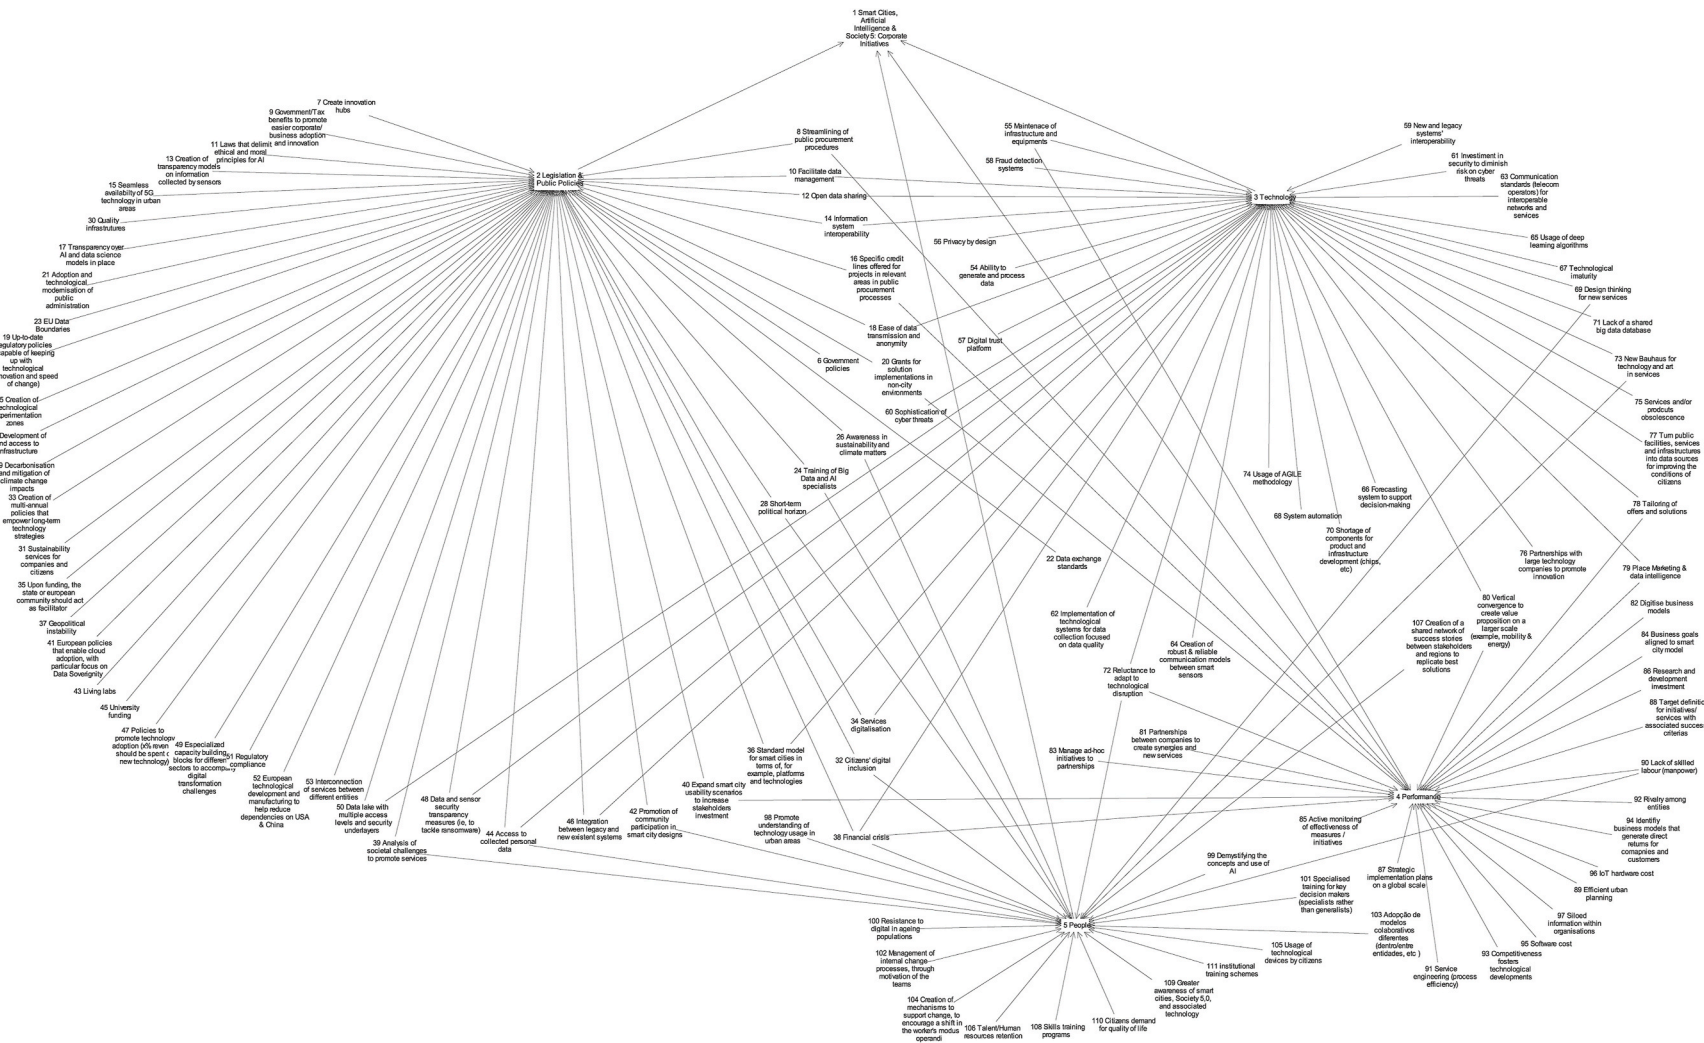 1 Smart Cities,
Artificial
Intelligence &
Society 5: Corporate
Initiatives
7 Create innovation
hubs
9 Government/Tax
benefits to promote
easier corporate/
business adoption
and innovation
11 Laws that delimit
ethical and moral
principles for AI
13 Creation of
transparency models
on information
collected by sensors
15 Seamless
availabilty of 5G
technology in urban
areas
30 Quality
infrastrutures
17 Transparency over
AI and data science
models in place
21 Adoption and
technological
modernisation of
public
administration
23 EU Data
Boundaries
19 Up-to-date
regulatory policies
capable of keeping
up with
technological
of change)
5 Creation of
zones
Development of
nd access to
9 Decarbonisation
and mitigation of
climate change
impacts
33 Creation of
multi-annual
policies that
empower long-term
technology
strategies
31 Sustainability
services for
companies and
citizens
35 Upon funding, the
state or european
community should act
as facilitator
37 Geopolitical
instability
41 European policies
that enable cloud
adoption, with
particular focus on
Data Soverignity
43 Living labs
45 University
funding
47 Policies to
promote technology
adoption (x% reven
should be spent
new technology)
49 Especialized
capacity building
blocks for different
sectors to accompany
digital
transformation
challenges
51 Regulatory
compliance
52 European
technological
development and
manufacturing to
help reduce
dependencies on USA
& China
53 Interconnection
of services between
different entities
50 Data lake with
multiple access
levels and security
underlayers
39 Analysis of
societal challenges
to promote services
48 Data and sensor
security
transparency
measures (ie, to
tackle ransomware)
44 Access to
collected personal
data
46 Integration
between legacy and
new existent systems
42 Promotion of
community
participation in
smart city designs
40 Expand smart city
usability scenarios
to increase
stakeholders
investment
36 Standard model
for smart cities in
terms of, for
example, platforms
and technologies
98 Promote
understanding of
technology usage in
urban areas
38 Financial crisis
32 Citizens' digital
inclusion
34 Services
digitalisation
2 Legislation &
Public Policies
8 Streamlining of
public procurement
procedures
10 Facilitate data
management
12 Open data sharing
14 Information
system
interoperability
16 Specific credit
lines offered for
projects in relevant
areas in public
procurement
processes
18 Ease of data
transmission and
anonymity
6 Government
policies
20 Grants for
solution
implementations in
non-city
environments
60 Sophistication of
cyber threats
26 Awareness in
sustainability and
climate matters
24 Training of Big
Data and AI
specialists
28 Short-term
political horizon
22 Data exchange
standards
55 Maintenace of
infrastructure and
equipments
58 Fraud detection
systems
56 Privacy by design
54 Ability to
generate and process
data
57 Digital trust
platform
3 Technology
59 New and legacy
systems'
interoperability
61 Investiment in
security to diminish
risk on cyber
threats
63 Communication
standards (telecom
operators) for
interoperable
networks and
services
65 Usage of deep
learning algorithms
67 Technological
imaturity
69 Design thinking
for new services
71 Lack of a shared
big data database
73 New Bauhaus for
technology and art
in services
75 Services and/or
prodcuts
obsolescence
77 Turn public
facilities, services
and infrastructures
into data sources
for improving the
conditions of
citizens
78 Tailoring of
offers and solutions
74 Usage of AGILE
methodology
66 Forecasting
system to support
decision-making
68 System automation
70 Shortage of
components for
product and
infrastructure
development (chips,
etc)
76 Partnerships with
large technology
companies to promote
innovation
79 Place Marketing &
data intelligence
80 Vertical
convergence to
create value
proposition on a
larger scale
(example, mobility &
energy)
82 Digitise business
models
62 Implementation of
technological
systems for data
collection focused
on data quality
64 Creation of
robust & reliable
communication models
between smart
sensors
72 Reluctance to
adapt to
technological
disruption
107 Creation of a
shared network of
success stories
between stakeholders
and regions to
replicate best
solutions
84 Business goals
aligned to smart
city model
86 Research and
development
investment
88 Target definitic
for initiatives/
services with
associated succes
criterias
81 Partnerships
between companies to
create synergies and
new services
83 Manage ad-hoc
initiatives to
partnerships
4 Performance
90 Lack of skilled
labour (manpower)
92 Rivalry among
entities
85 Active monitoring
of effectiveness of
measures /
initiatives
94 Identifiy
business models that
generate direct
returns for
comapnies and
customers
87 Strategic
implementation plans
on a global scale
96 IoT hardware cost
89 Efficient urban
planning
97 Siloed
information within
organisations
95 Software cost
93 Competitiveness
fosters
technological
developments
91 Service
engineering (process
efficiency)
99 Demystifying the
concepts and use of
AI
101 Specialised
training for key
decision makers
(specialists rather
than generalists)
103 Adopção de
modelos
colaborativos
diferentes
(dentro/entre
entidades, etc )
5 People
100 Resistance to
digital in ageing
populations
102 Management of
internal change
processes, through
motivation of the
teams
104 Creation of
mechanisms to
support change, to
encourage a shift in
the worker's modus
operandi
106 Talent/Human
resources retention
108 Skills training
programs
110 Citizens demand
for quality of life
109 Greater
awareness of smart
cities, Society 5,0,
and associated
technology
111 institutional
training schemes
105 Usage of
technological
devices by citizens